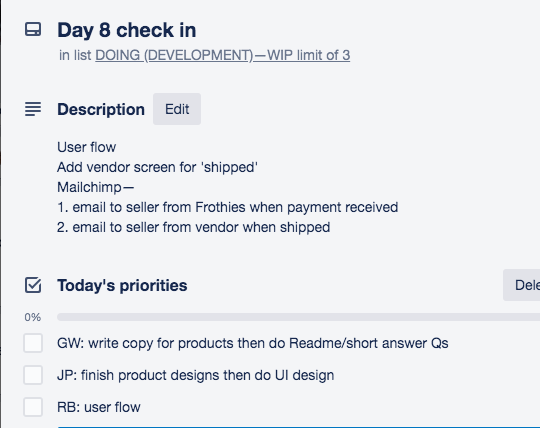 Day 8 check in
in list DOING (DEVELOPMENT)—WIP limit of 3
Description Edit
User flow
Add vendor screen for 'shipped'
Mailchimp—
1. email to seller from Frothies when payment received
2. email to seller from vendor when shipped
Today's priorities Dele
0%
GW: write copy for products then do Readme/short answer Qs
JP: finish product designs then do UI design
RB: user flow